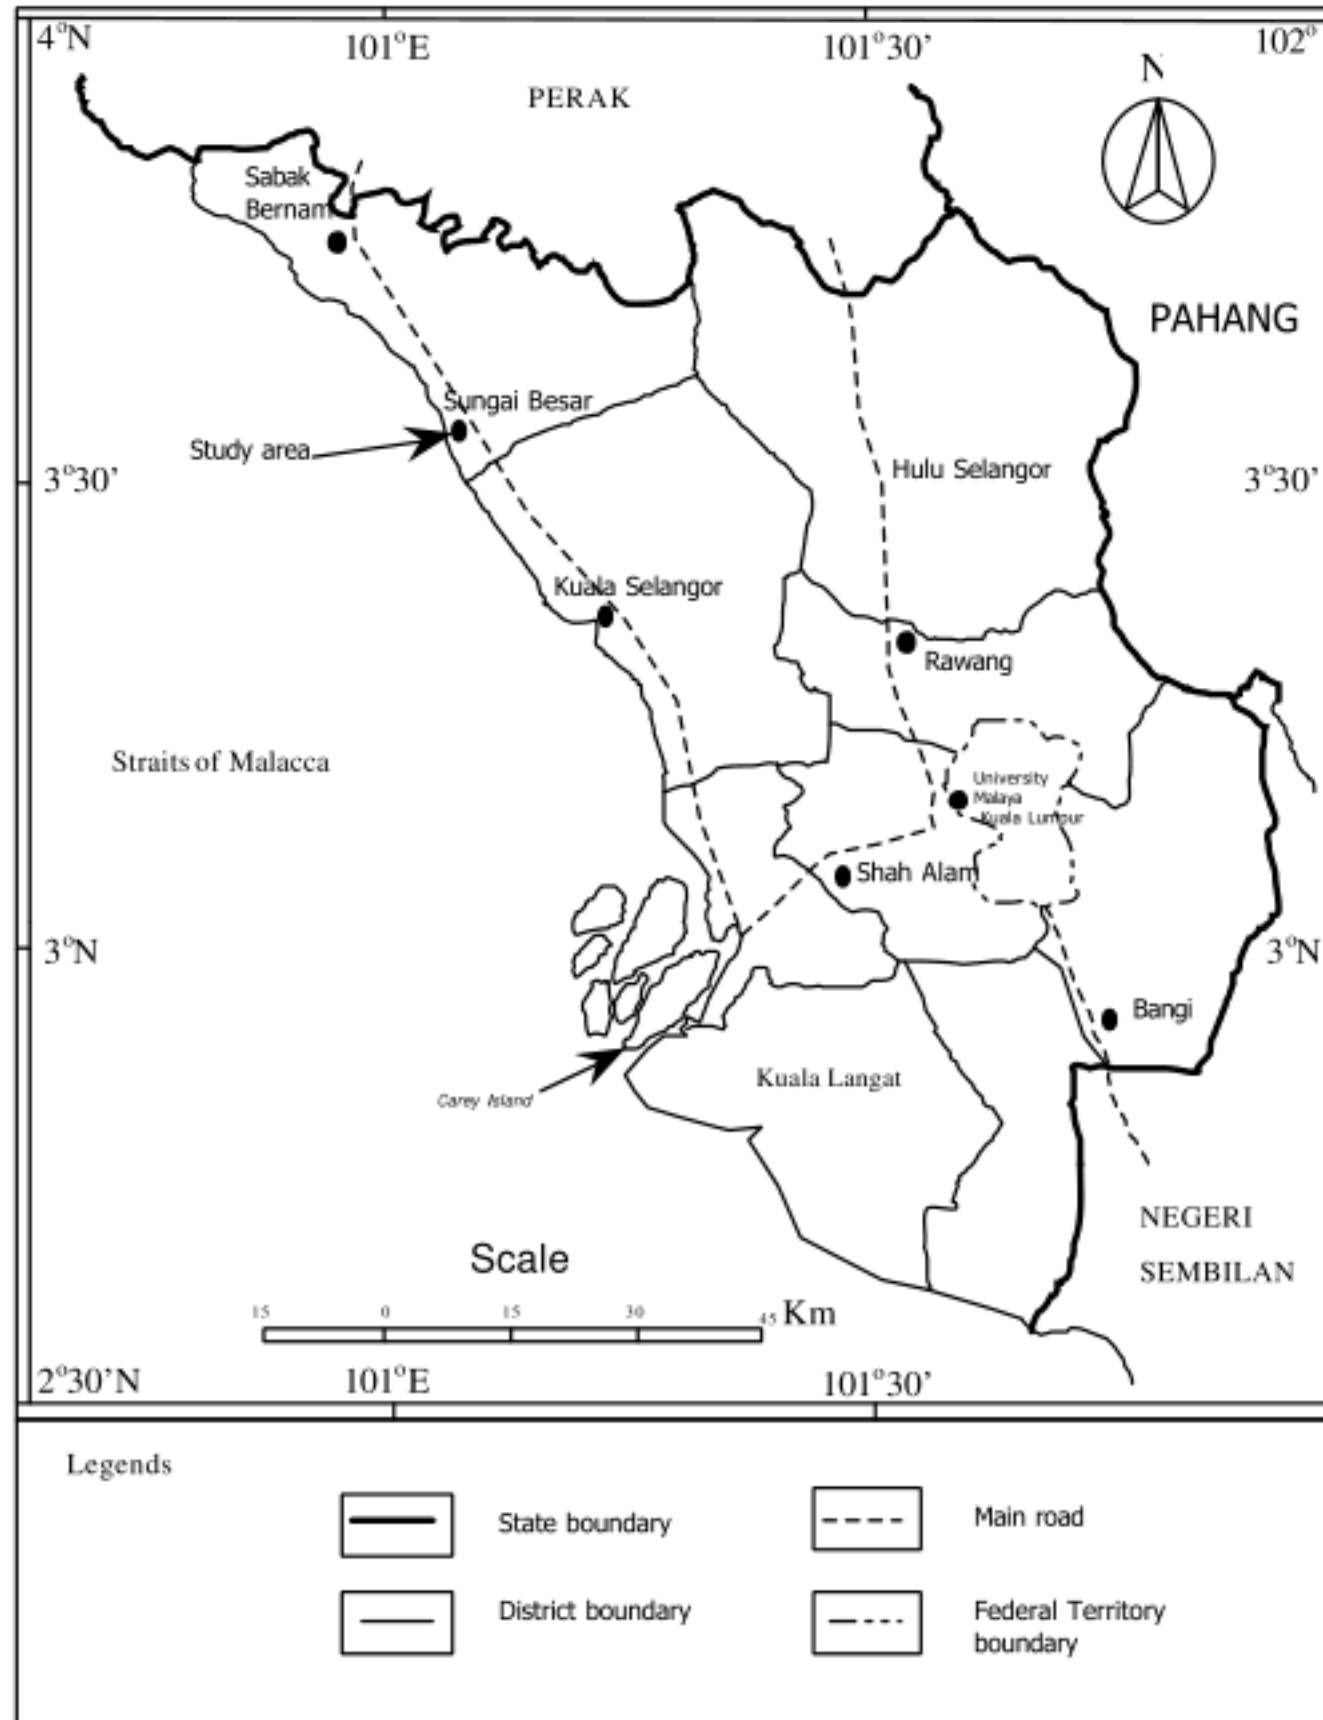 4°N
101°E
101°30'
102°
N
PERAK
Sabak
Bernam
PAHANG
Sungai Besar
Study area
Hulu Selangor
3°30'
3°30'
Kuala Selangor
Rawang
Straits of Malacca
University
Malaya
Kuala Lumpur
Shah Alam
3°N
3°N
Bangi
Kuala Langat
Carey Island
NEGERI
SEMBILAN
Scale
15 0 15 30 45 Km
2°30'N
101°E
101°30'
Legends
State boundary
Main road
District boundary
Federal Territory
boundary